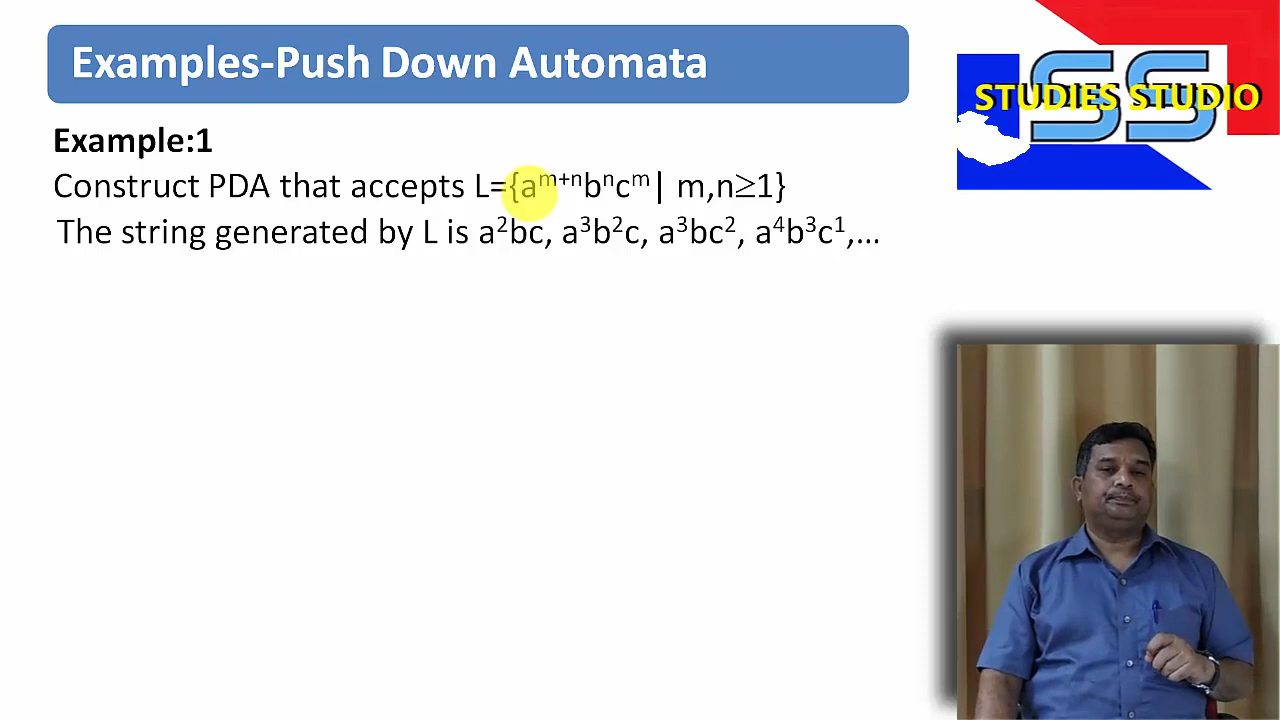 Examples-Push Down Automata
STUDIES STUDIO
SS
Example:1
Construct PDA that accepts L={aᵐ⁺ⁿbⁿcᵐ| m,n≥1}
The string generated by L is a²bc, a³b²c, a³bc², a⁴b³c¹,...